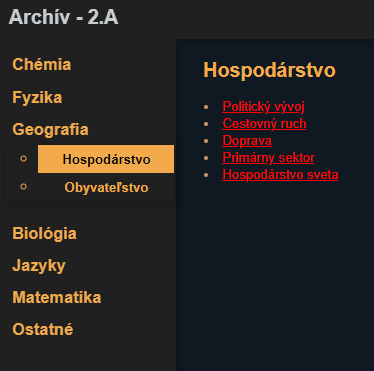 Archív - 2.A
Chémia
Fyzika
Geografia
Hospodárstvo
Obyvateľstvo
Biológia
Jazyky
Matematika
Ostatné
Hospodárstvo
Politický vývoj
Cestovný ruch
Doprava
Primárny sektor
Hospodárstvo sveta